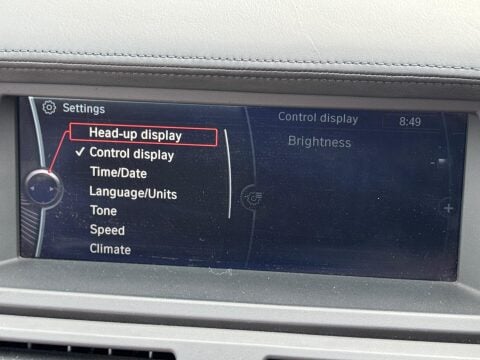 Settings
Control display
8:49
Head-up display
Brightness
✓ Control display
Time/Date
Language/Units
Tone
Speed
Climate
+